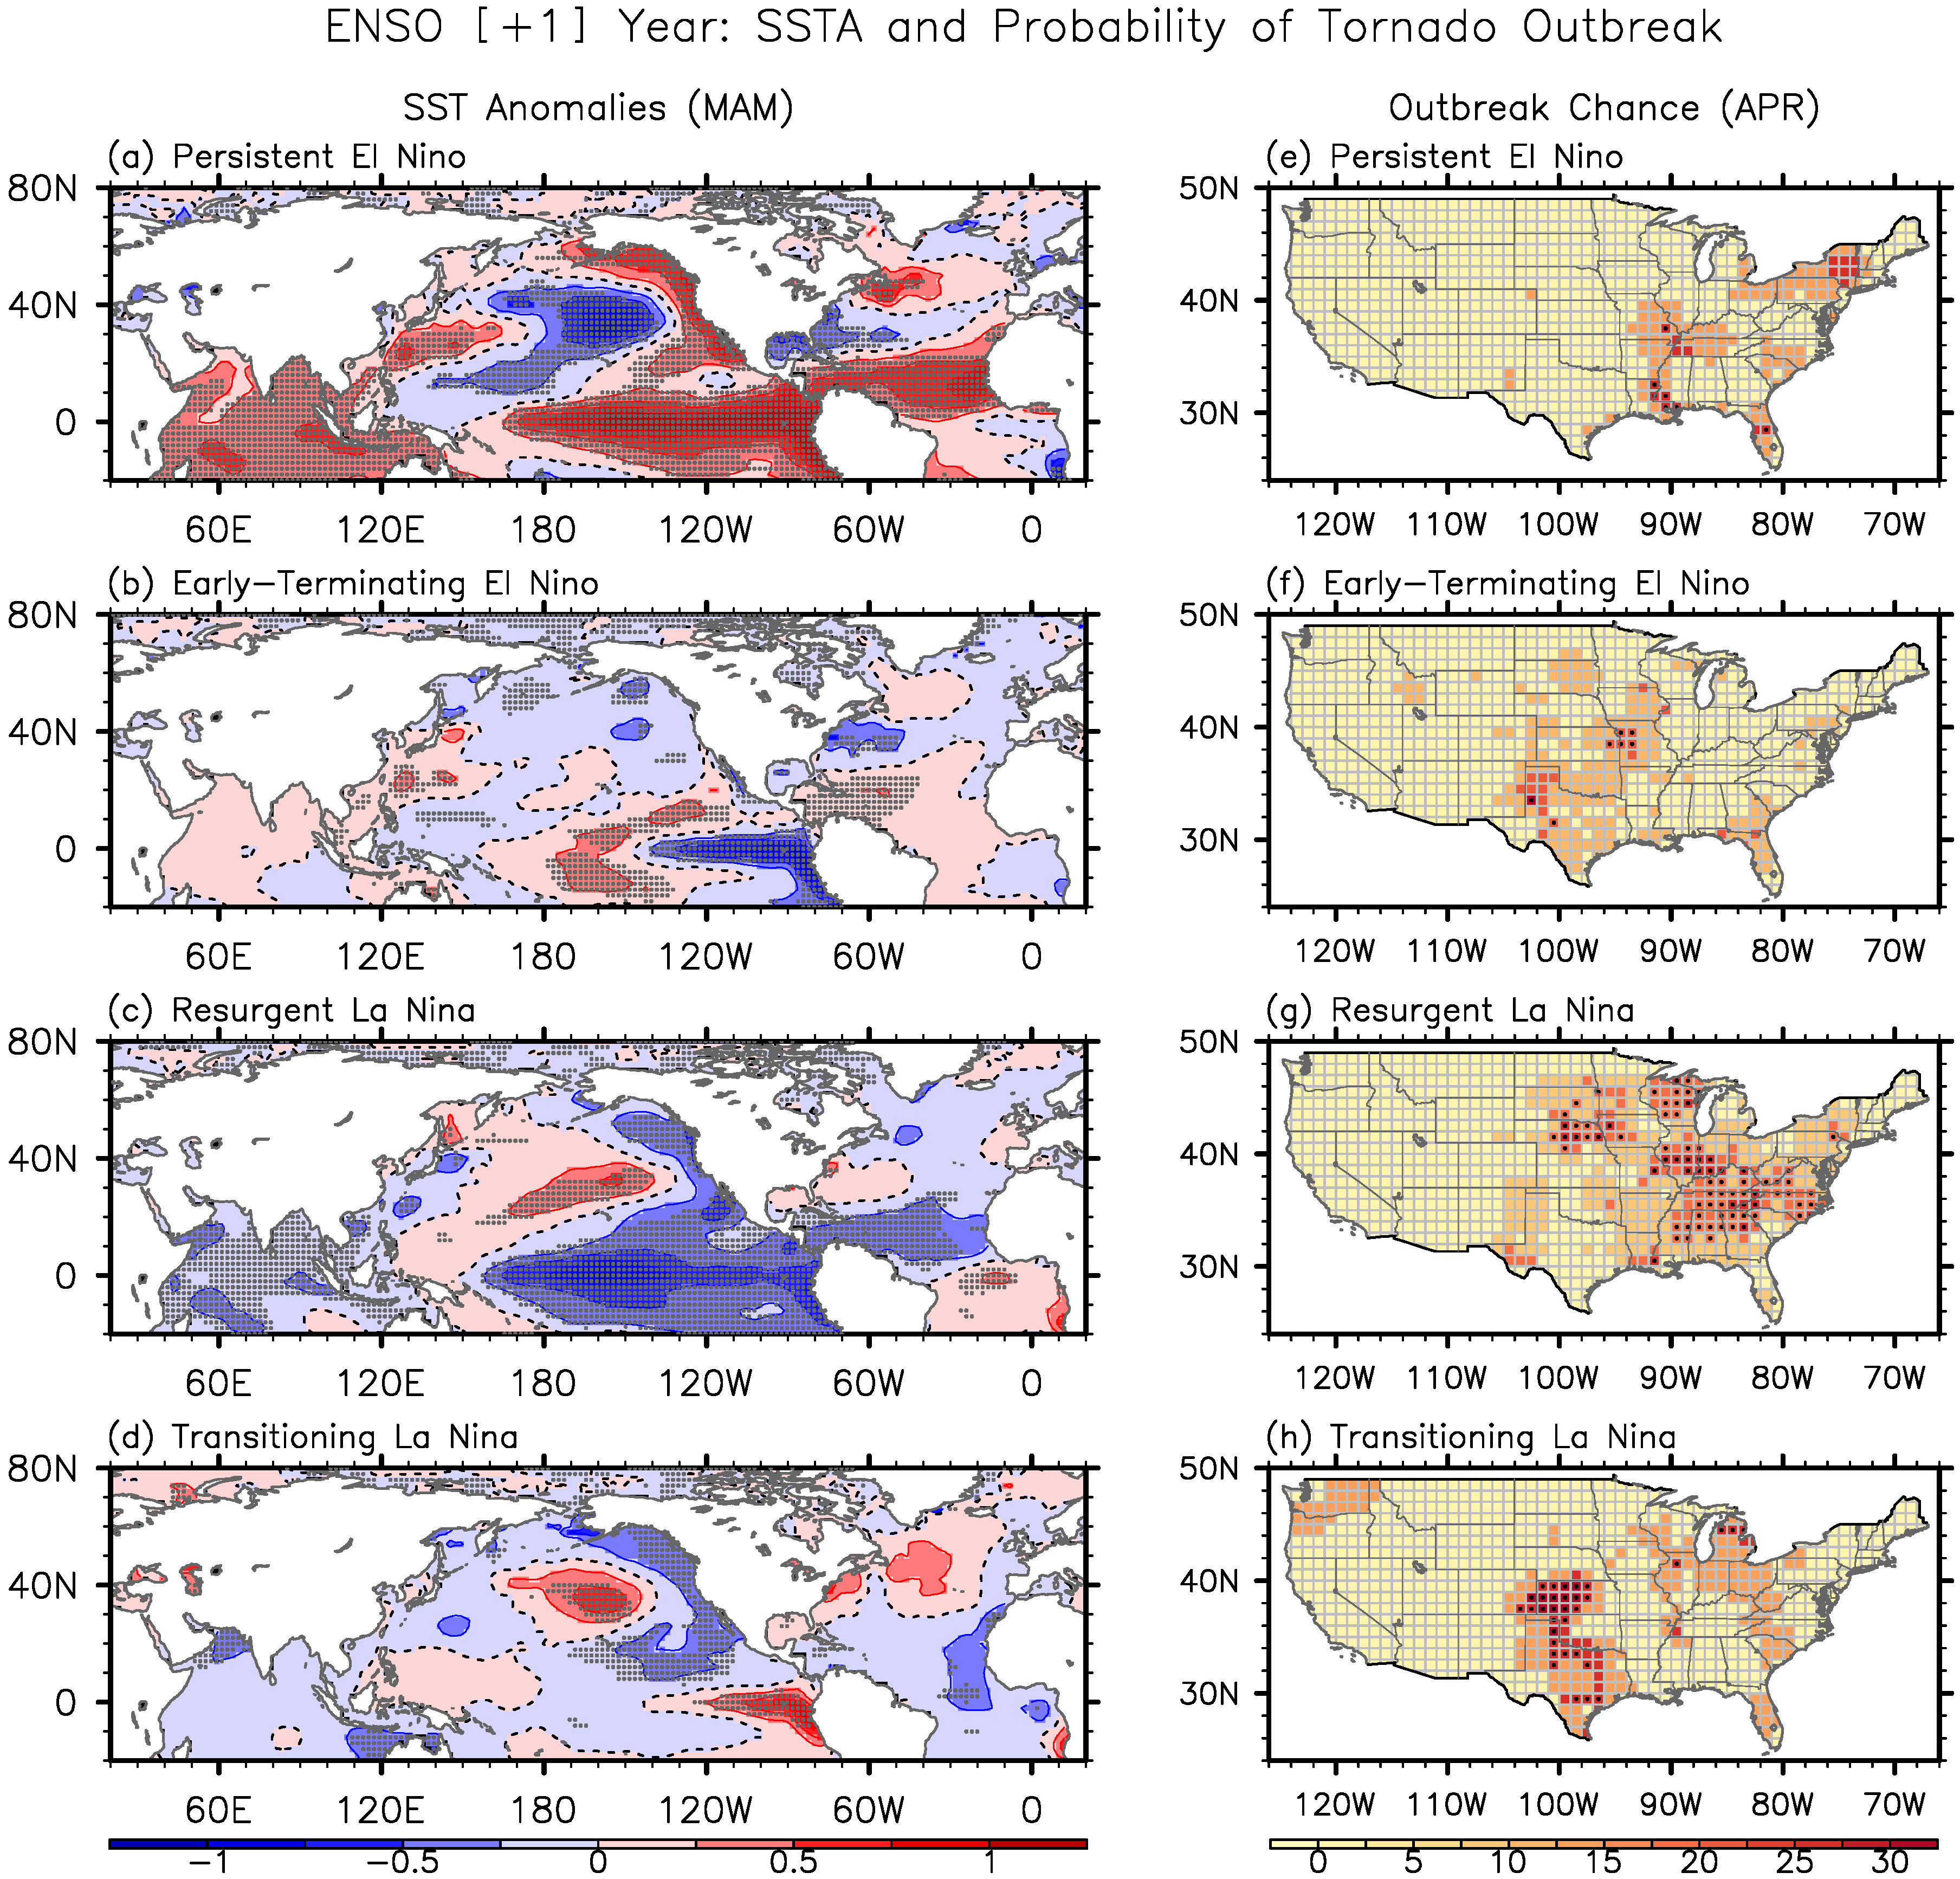 ENSO [+1] Year: SSTA and Probability of Tornado Outbreak
SST Anomalies (MAM)
Outbreak Chance (APR)
(a) Persistent El Nino
80N
40N
0
60E 120E 180 120W 60W 0
(e) Persistent El Nino
50N
40N
30N
120W 110W 100W 90W 80W 70W
(b) Early-Terminating El Nino
80N
40N
0
60E 120E 180 120W 60W 0
(f) Early-Terminating El Nino
50N
40N
30N
120W 110W 100W 90W 80W 70W
(c) Resurgent La Nina
80N
40N
0
60E 120E 180 120W 60W 0
(g) Resurgent La Nina
50N
40N
30N
120W 110W 100W 90W 80W 70W
(d) Transitioning La Nina
80N
40N
0
60E 120E 180 120W 60W 0
(h) Transitioning La Nina
50N
40N
30N
120W 110W 100W 90W 80W 70W
-1 -0.5 0 0.5 1
0 5 10 15 20 25 30